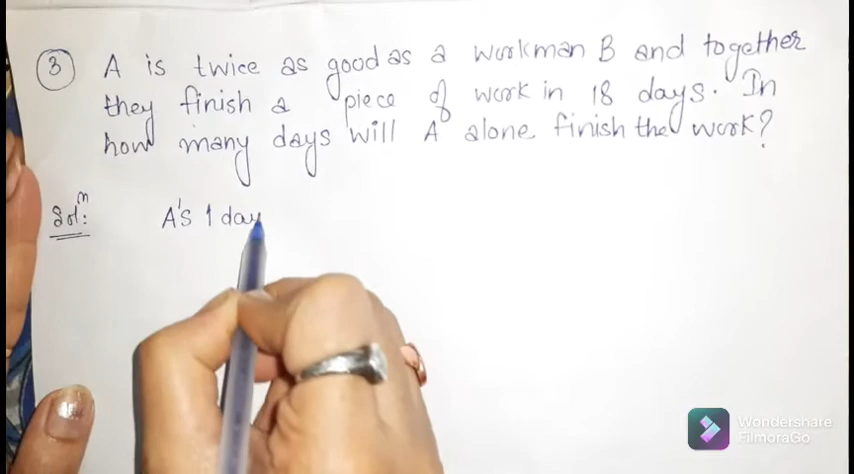 3 A is twice as good as a workman B and together
they finish a piece of work in 18 days. In
how many days will A alone finish the work?
Solⁿ: A's 1 day
Wondershare
FilmoraGo